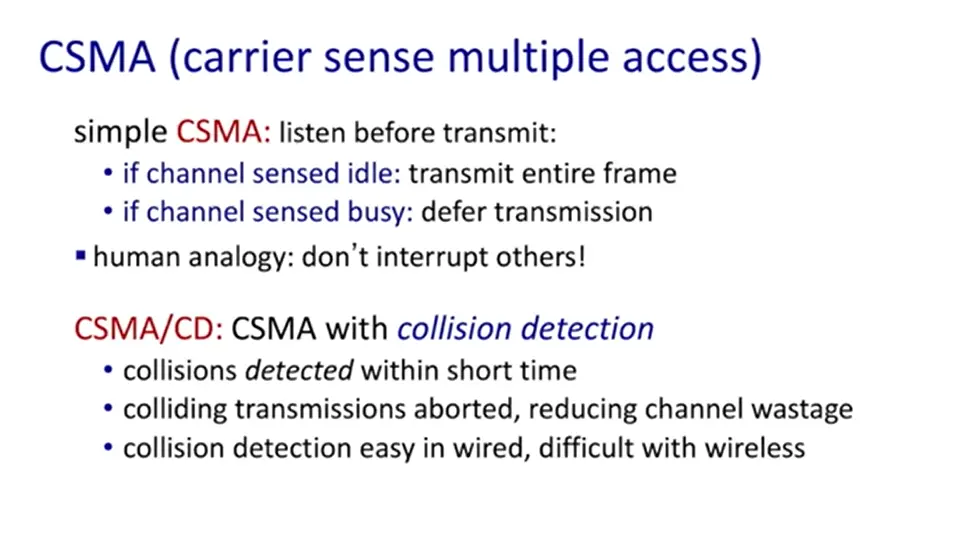 CSMA (carrier sense multiple access)
simple CSMA: listen before transmit:
• if channel sensed idle: transmit entire frame
• if channel sensed busy: defer transmission
▪ human analogy: don’t interrupt others!
CSMA/CD: CSMA with collision detection
• collisions detected within short time
• colliding transmissions aborted, reducing channel wastage
• collision detection easy in wired, difficult with wireless